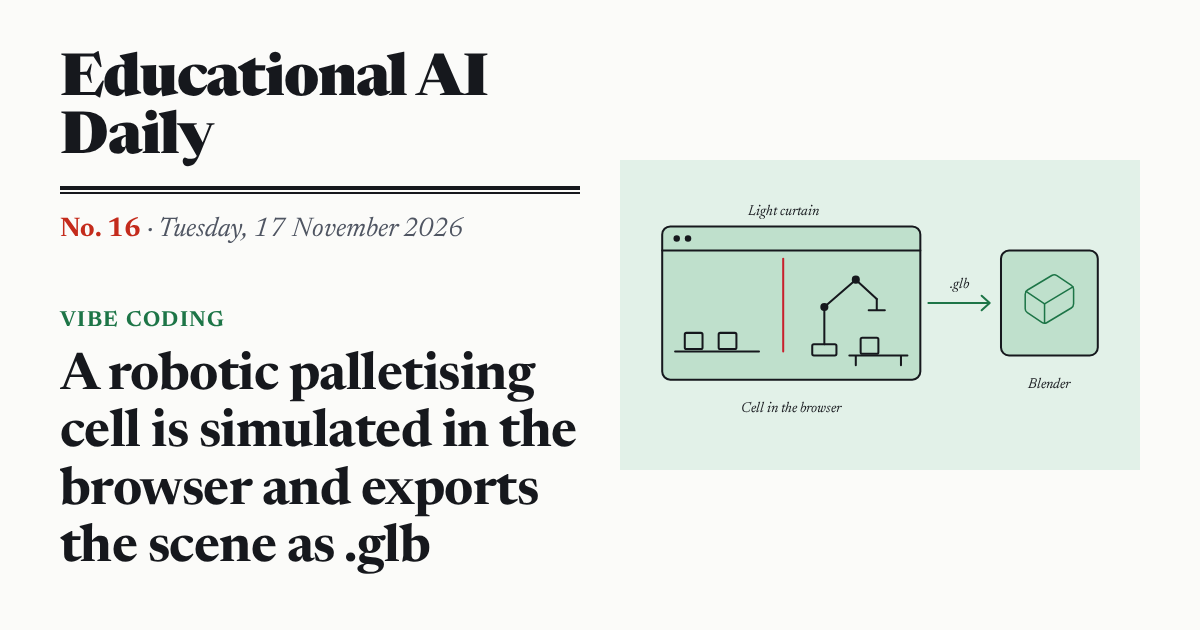 Educational AI
Daily
No. 16 · Tuesday, 17 November 2026
VIBE CODING
A robotic palletising
cell is simulated in the
browser and exports
the scene as .glb
Light curtain
.glb
Blender
Cell in the browser